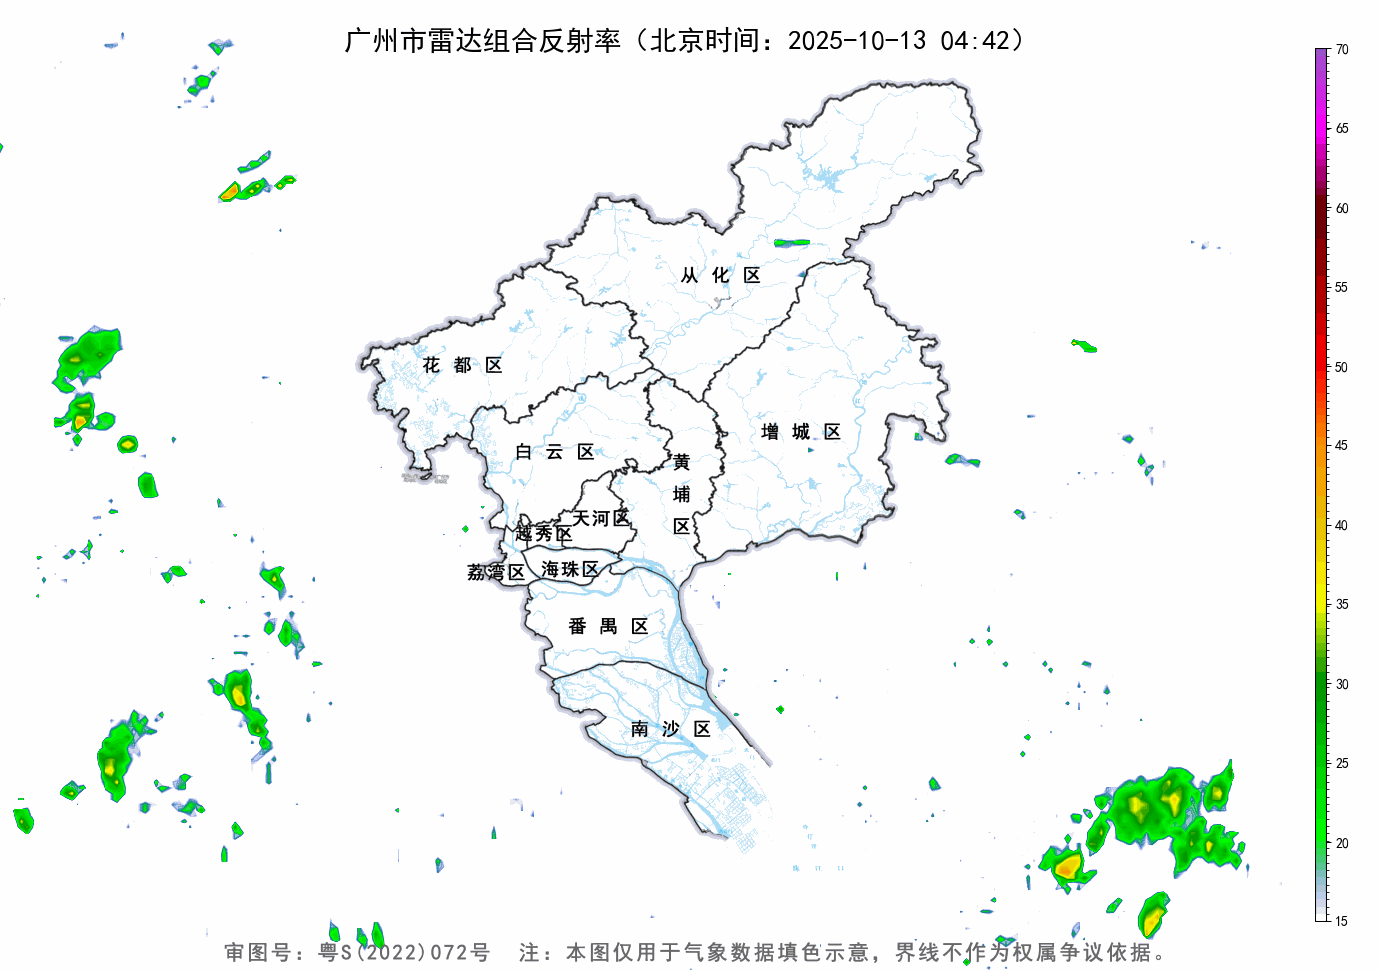 广州市雷达组合反射率（北京时间：2025-10-13 04:42）
70
65
60
55
50
45
40
35
30
25
20
15
从化区
花都区
增城区
白云区
黄埔区
天河区
越秀区
荔湾区
海珠区
番禺区
南沙区
审图号：粤S(2022)072号 注：本图仅用于气象数据填色示意，界线不作为权属争议依据。